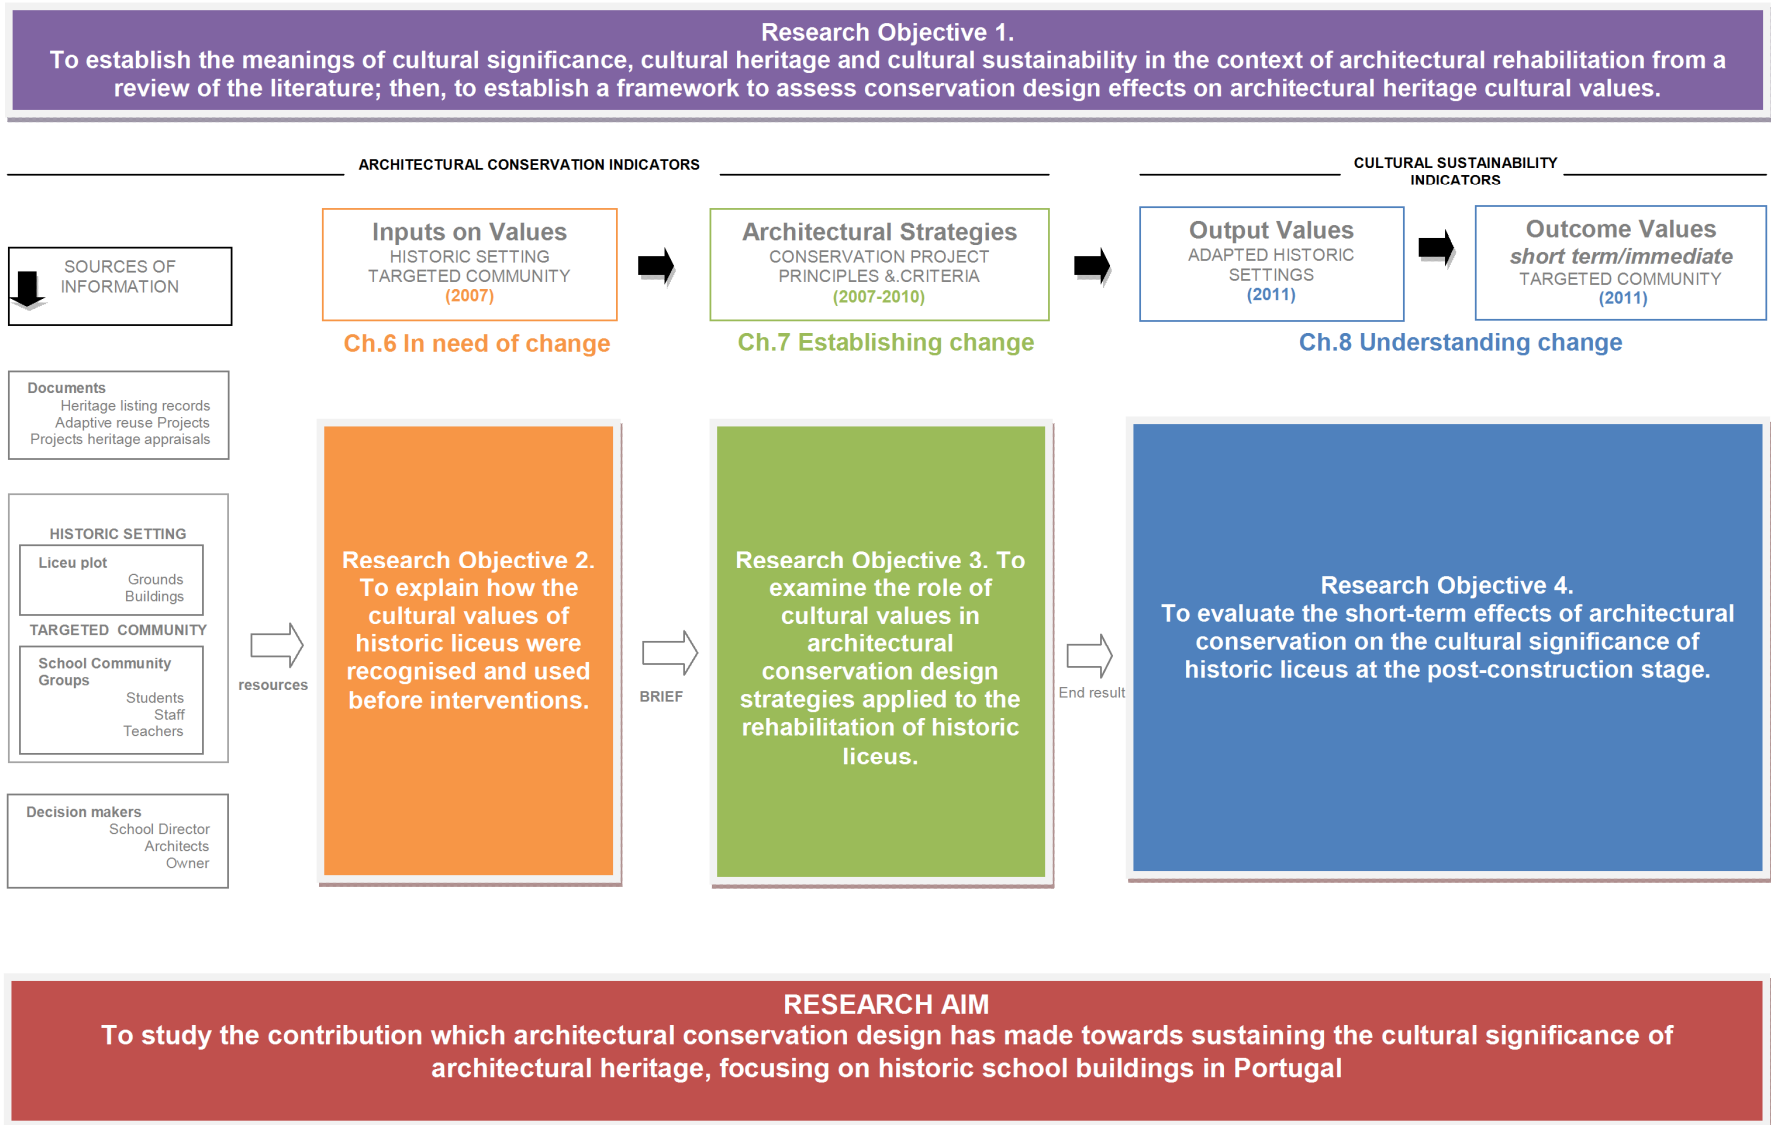 Research Objective 1.
To establish the meanings of cultural significance, cultural heritage and cultural sustainability in the context of architectural rehabilitation from a
review of the literature; then, to establish a framework to assess conservation design effects on architectural heritage cultural values.
ARCHITECTURAL CONSERVATION INDICATORS
CULTURAL SUSTAINABILITY
INDICATORS
SOURCES OF
INFORMATION
Inputs on Values
HISTORIC SETTING
TARGETED COMMUNITY
(2007)
Ch.6 In need of change
Architectural Strategies
CONSERVATION PROJECT
PRINCIPLES &.CRITERIA
(2007-2010)
Ch.7 Establishing change
Output Values
ADAPTED HISTORIC
SETTINGS
(2011)
Outcome Values
short term/immediate
TARGETED COMMUNITY
(2011)
Ch.8 Understanding change
Documents
Heritage listing records
Adaptive reuse Projects
Projects heritage appraisals
HISTORIC SETTING
Liceu plot
Grounds
Buildings
TARGETED COMMUNITY
School Community
Groups
Students
Staff
Teachers
Decision makers
School Director
Architects
Owner
resources
Research Objective 2.
To explain how the
cultural values of
historic liceus were
recognised and used
before interventions.
BRIEF
Research Objective 3. To
examine the role of
cultural values in
architectural
conservation design
strategies applied to the
rehabilitation of historic
liceus.
End result
Research Objective 4.
To evaluate the short-term effects of architectural
conservation on the cultural significance of
historic liceus at the post-construction stage.
RESEARCH AIM
To study the contribution which architectural conservation design has made towards sustaining the cultural significance of
architectural heritage, focusing on historic school buildings in Portugal